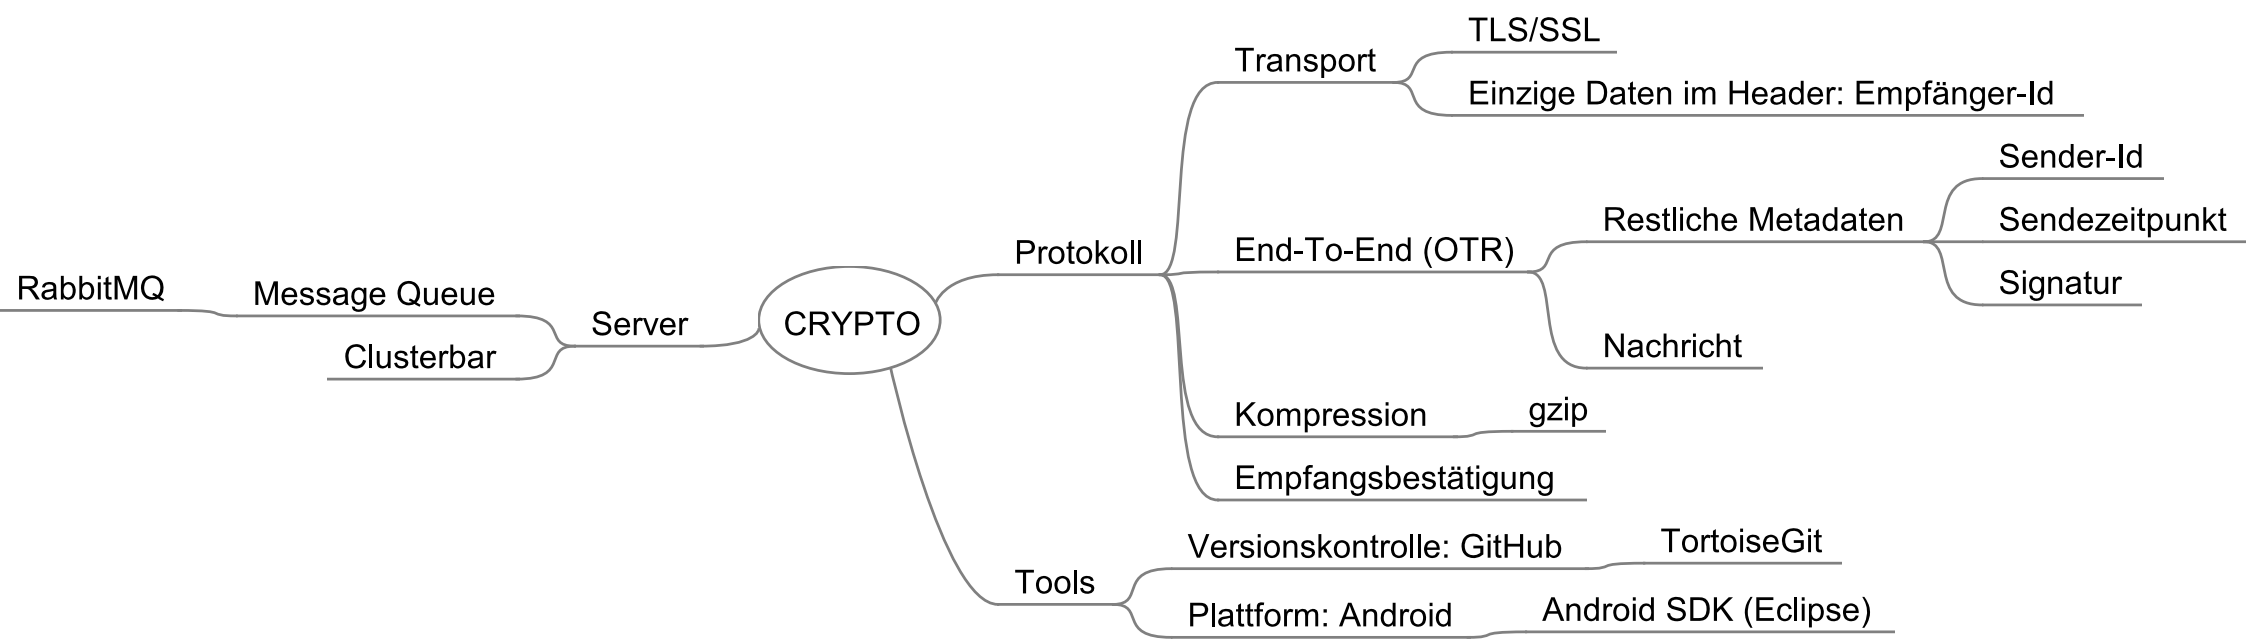 CRYPTO
Protokoll
Transport
TLS/SSL
Einzige Daten im Header: Empfänger-Id
End-To-End (OTR)
Restliche Metadaten
Sender-Id
Sendezeitpunkt
Signatur
Nachricht
Kompression
gzip
Empfangsbestätigung
Tools
Versionskontrolle: GitHub
TortoiseGit
Plattform: Android
Android SDK (Eclipse)
Server
Message Queue
RabbitMQ
Clusterbar